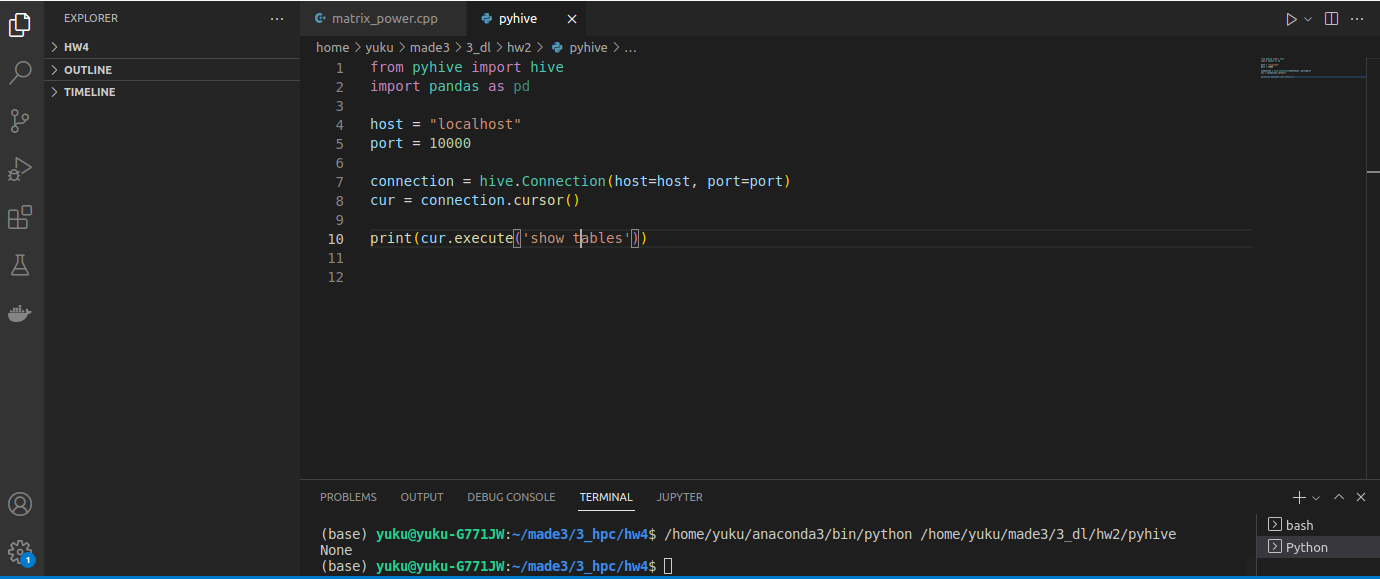 EXPLORER
HW4
OUTLINE
TIMELINE
1
matrix_power.cpp
pyhive
home > yuku > made3 > 3_dl > hw2 > pyhive > ...
1 from pyhive import hive
2 import pandas as pd
3
4 host = "localhost"
5 port = 10000
6
7 connection = hive.Connection(host=host, port=port)
8 cur = connection.cursor()
9
10 print(cur.execute('show tables'))
11
12
PROBLEMS OUTPUT DEBUG CONSOLE TERMINAL JUPYTER
(base) yuku@yuku-G771JW:~/made3/3_hpc/hw4$ /home/yuku/anaconda3/bin/python /home/yuku/made3/3_dl/hw2/pyhive
None
(base) yuku@yuku-G771JW:~/made3/3_hpc/hw4$
bash
Python